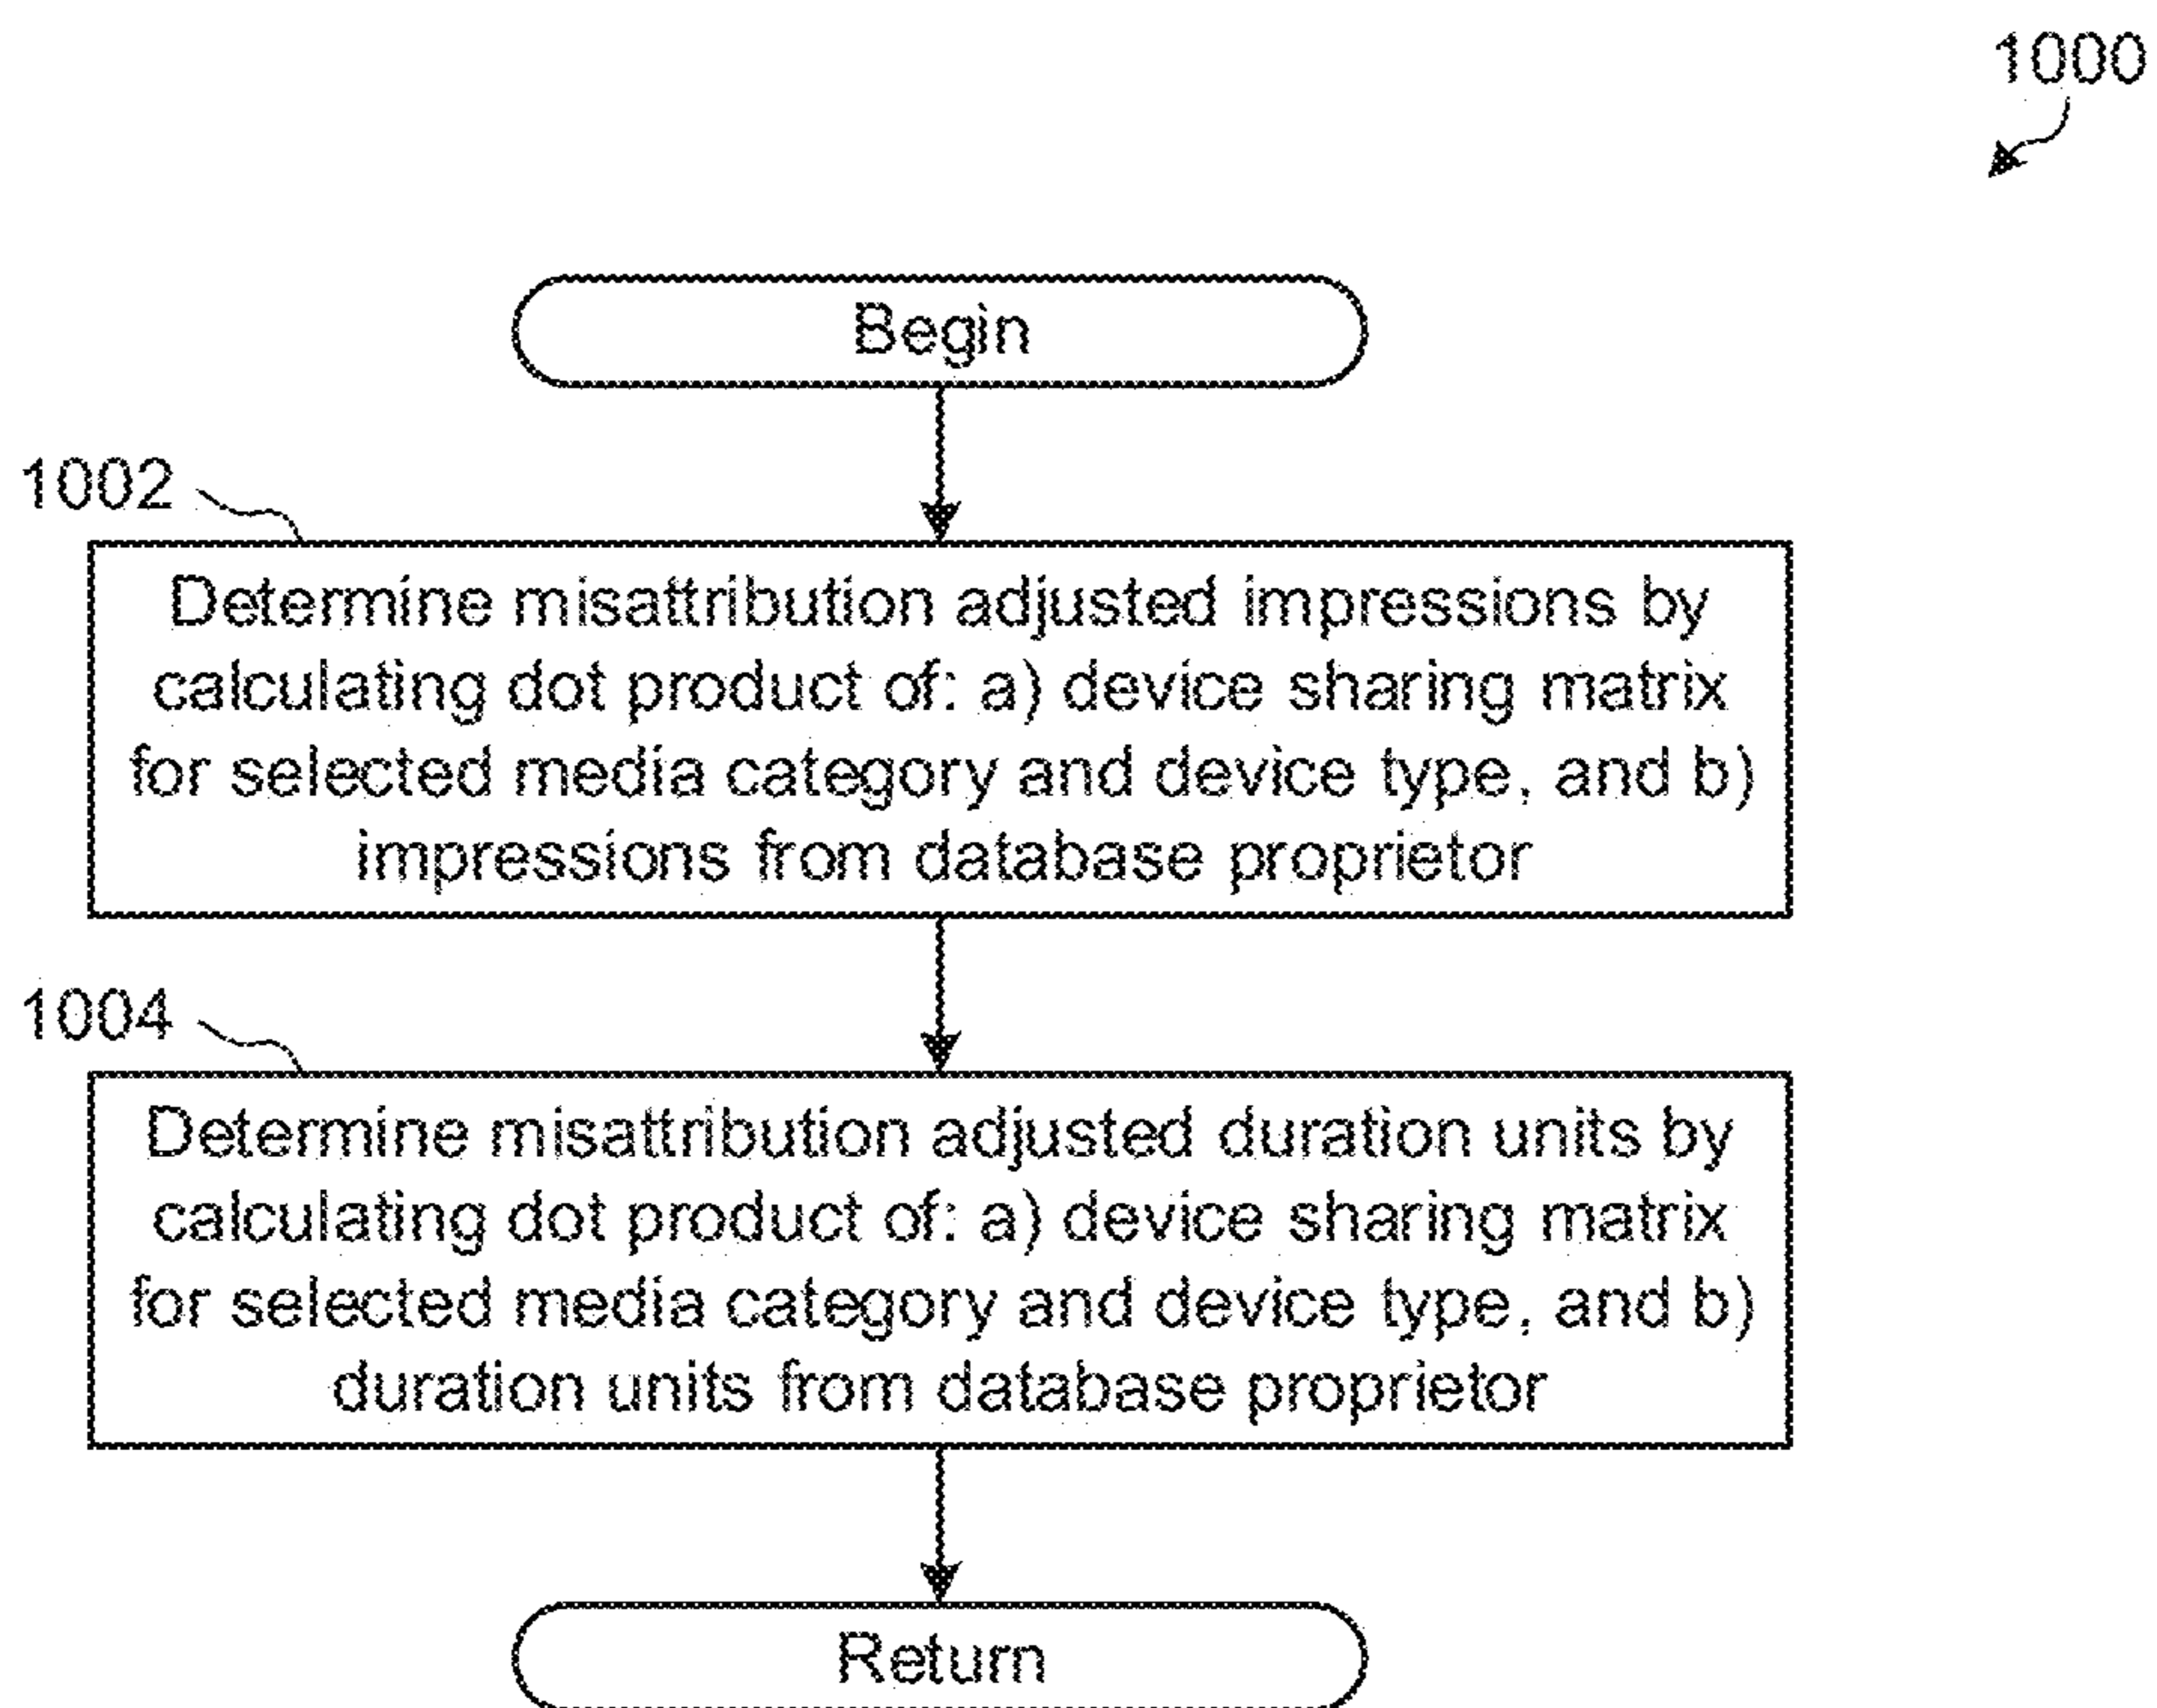 1000
Begin
1002
Determine misattribution adjusted impressions by
calculating dot product of: a) device sharing matrix
for selected media category and device type, and b)
impressions from database proprietor
1004
Determine misattribution adjusted duration units by
calculating dot product of: a) device sharing matrix
for selected media category and device type, and b)
duration units from database proprietor
Return